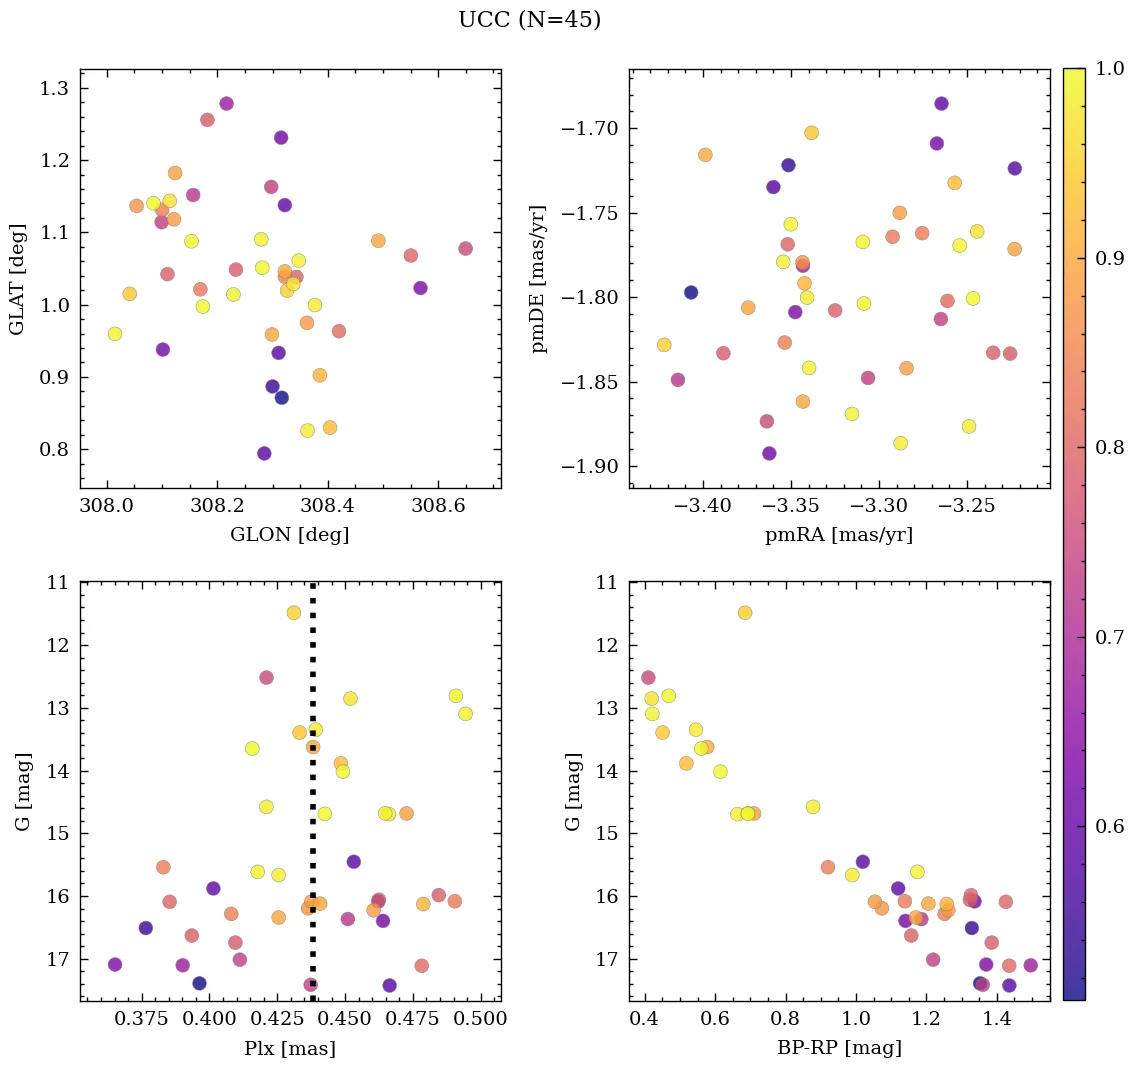 UCC (N=45)
1.3
1.2
1.1
1.0
0.9
0.8
GLAT [deg]
308.0 308.2 308.4 308.6
GLON [deg]
−1.70
−1.75
−1.80
−1.85
−1.90
pmDE [mas/yr]
−3.40 −3.35 −3.30 −3.25
pmRA [mas/yr]
11
12
13
14
15
16
17
G [mag]
0.375 0.400 0.425 0.450 0.475 0.500
Plx [mas]
11
12
13
14
15
16
17
G [mag]
0.4 0.6 0.8 1.0 1.2 1.4
BP-RP [mag]
1.0
0.9
0.8
0.7
0.6